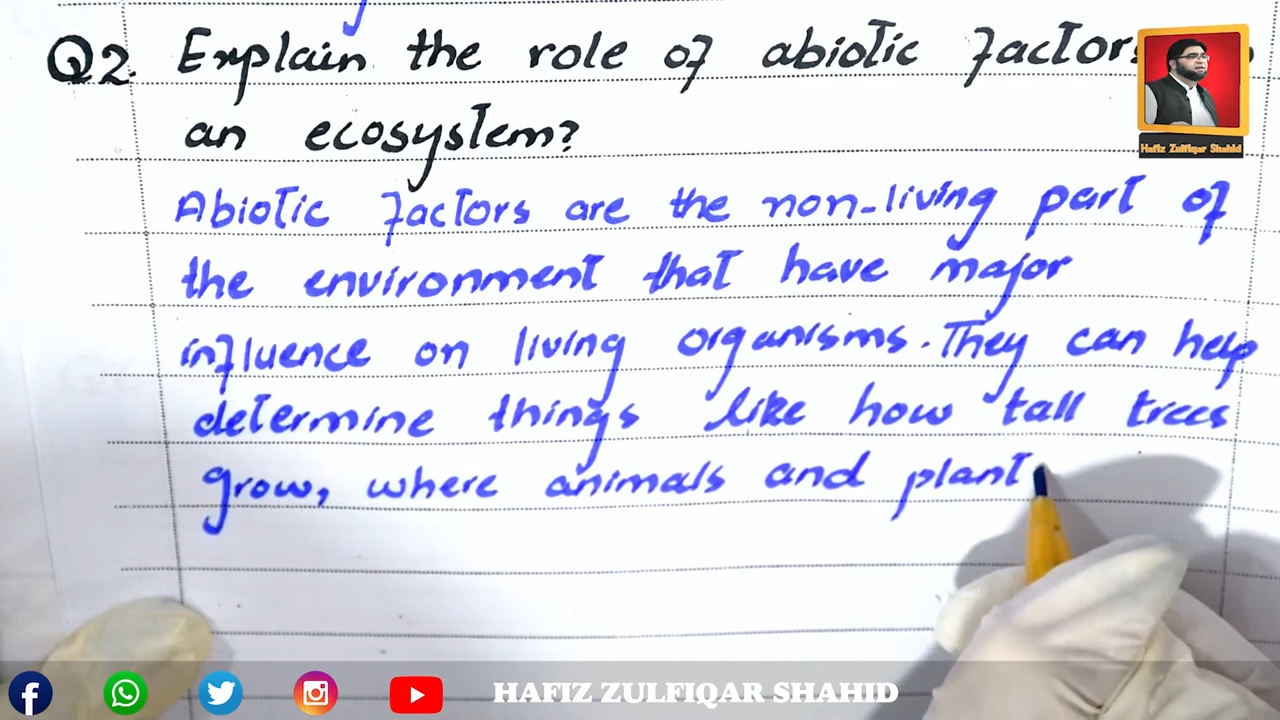 Q2. Explain the role of abiotic factors
an ecosystem?
Abiotic factors are the non-living part of
the environment that have major
influence on living organisms. They can help
determine things like how tall trees
grow, where animals and plant
Hafiz Zulfiqar Shahid
HAFIZ ZULFIQAR SHAHID